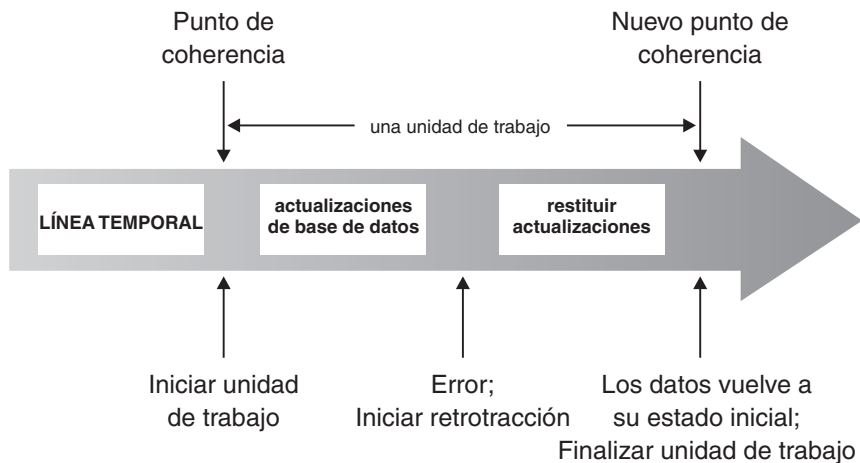 Punto de
coherencia
Nuevo punto de
coherencia
una unidad de trabajo
LÍNEA TEMPORAL
actualizaciones
de base de datos
restituir
actualizaciones
Iniciar unidad
de trabajo
Error;
Iniciar retrotracción
Los datos vuelve a
su estado inicial;
Finalizar unidad de trabajo